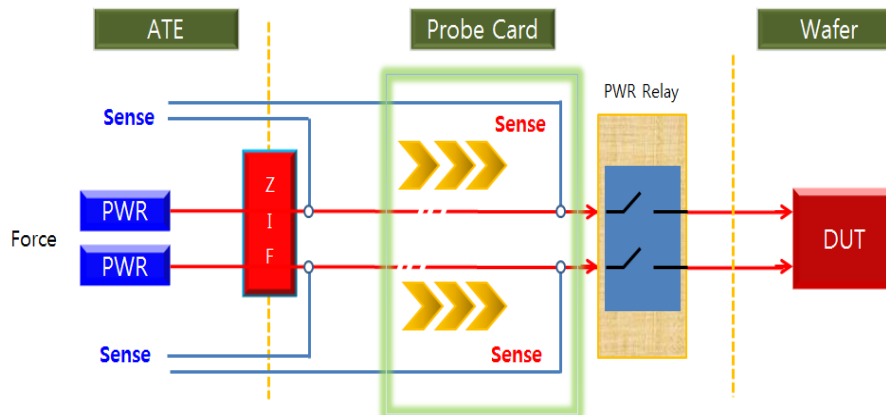 ATE
Probe Card
Wafer
PWR Relay
Sense
Sense
Z
I
F
PWR
Force
PWR
DUT
Sense
Sense